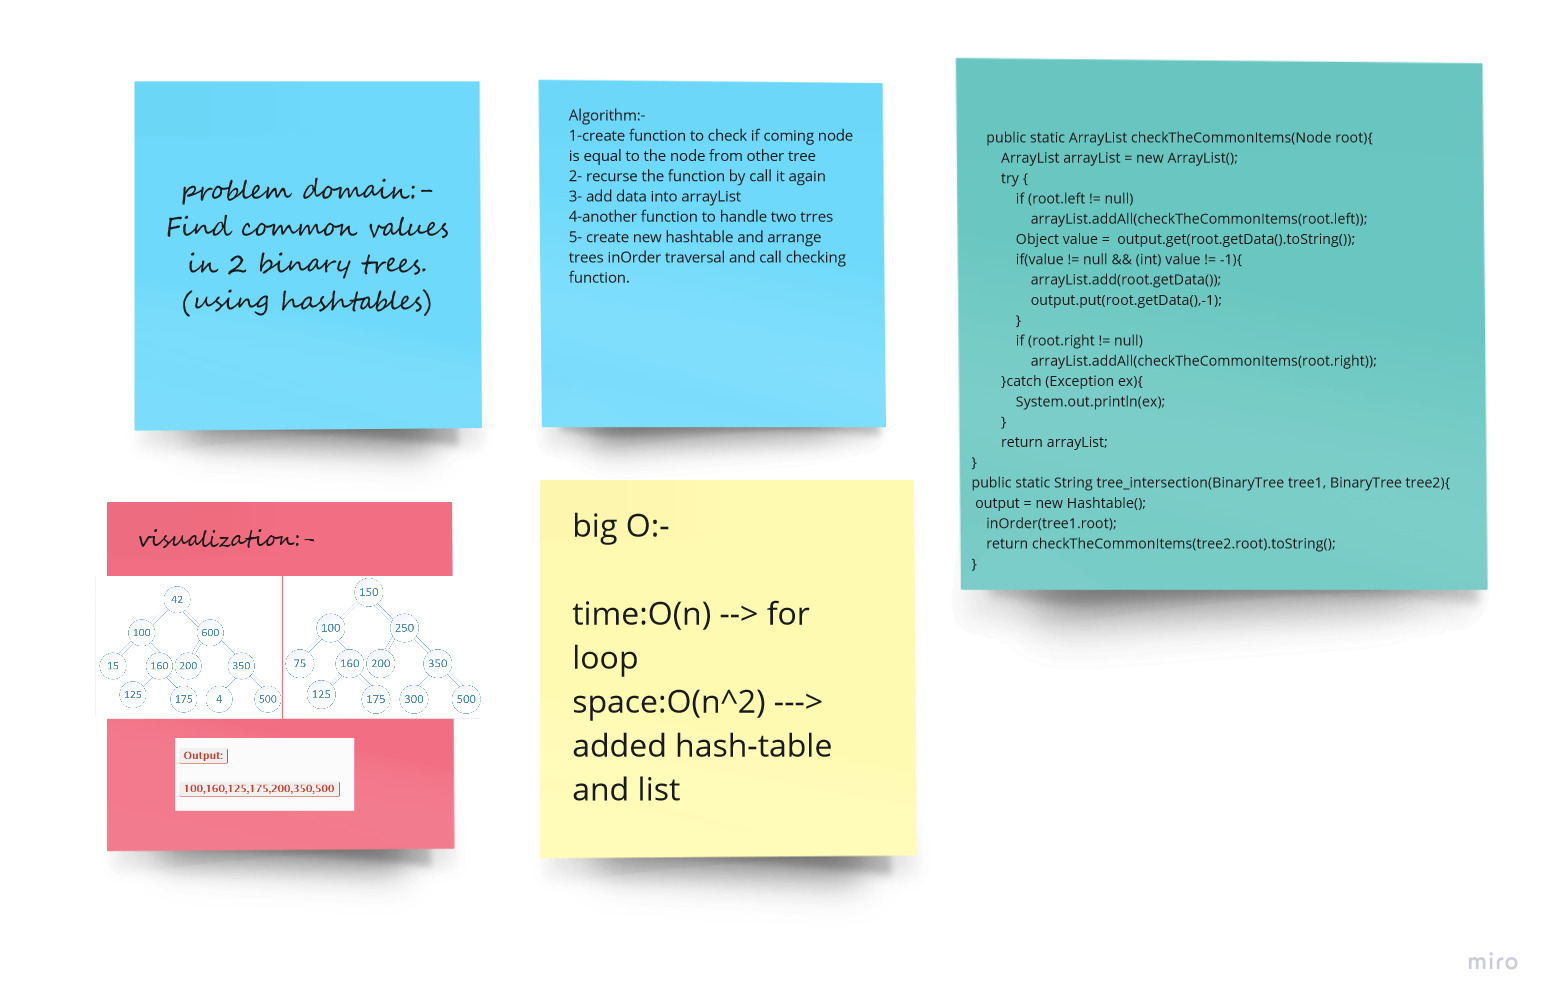 problem domain:-
Find common values
in 2 binary trees.
(using hashtables)
Algorithm:-
1-create function to check if coming node
is equal to the node from other tree
2- recurse the function by call it again
3- add data into arrayList
4-another function to handle two trres
5- create new hashtable and arrange
trees inOrder traversal and call checking
function.
public static ArrayList checkTheCommonItems(Node root){
ArrayList arrayList = new ArrayList();
try {
if (root.left != null)
arrayList.addAll(checkTheCommonItems(root.left));
Object value =  output.get(root.getData().toString());
if(value != null && (int) value != -1){
arrayList.add(root.getData());
output.put(root.getData(),-1);
}
if (root.right != null)
arrayList.addAll(checkTheCommonItems(root.right));
}catch (Exception ex){
System.out.println(ex);
}
return arrayList;
}
public static String tree_intersection(BinaryTree tree1, BinaryTree tree2){
output = new Hashtable();
inOrder(tree1.root);
return checkTheCommonItems(tree2.root).toString();
}
visualization:-
42
100 600
15 160 200 350
125 175 4 500
150
100 250
75 160 200 350
125 175 300 500
Output:
100,160,125,175,200,350,500
big O:-
time:O(n) --> for
loop
space:O(n^2) --->
added hash-table
and list
miro